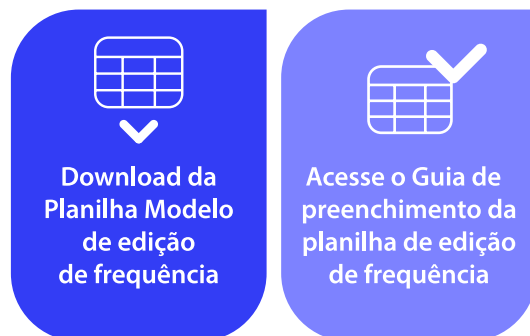 Download da
Planilha Modelo
de edição
de frequência
Acesse o Guia de
preenchimento da
planilha de edição
de frequência